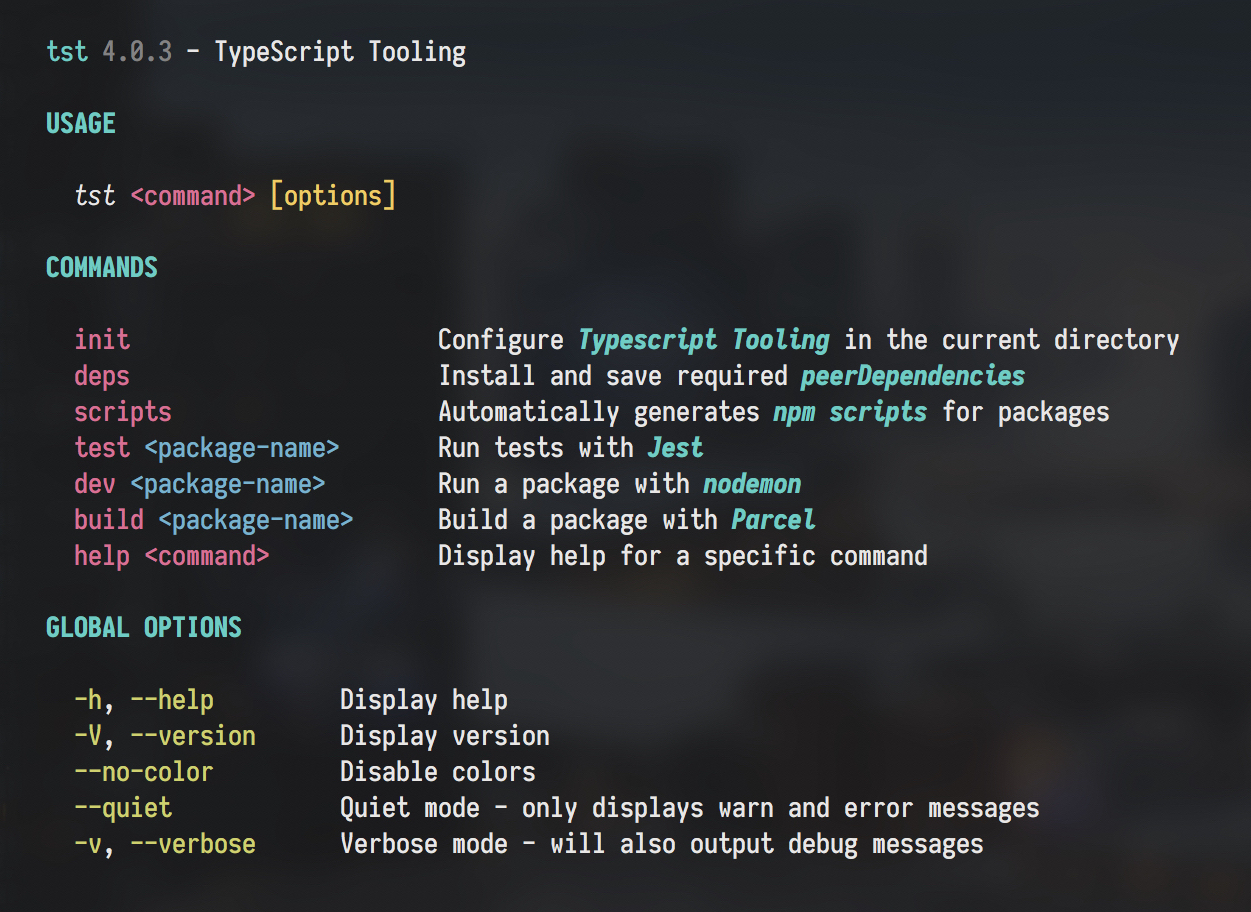 tst 4.0.3 – TypeScript Tooling
USAGE
tst <command> [options]
COMMANDS
init Configure Typescript Tooling in the current directory
deps Install and save required peerDependencies
scripts Automatically generates npm scripts for packages
test <package-name> Run tests with Jest
dev <package-name> Run a package with nodemon
build <package-name> Build a package with Parcel
help <command> Display help for a specific command
GLOBAL OPTIONS
-h, --help Display help
-V, --version Display version
--no-color Disable colors
--quiet Quiet mode – only displays warn and error messages
-v, --verbose Verbose mode – will also output debug messages